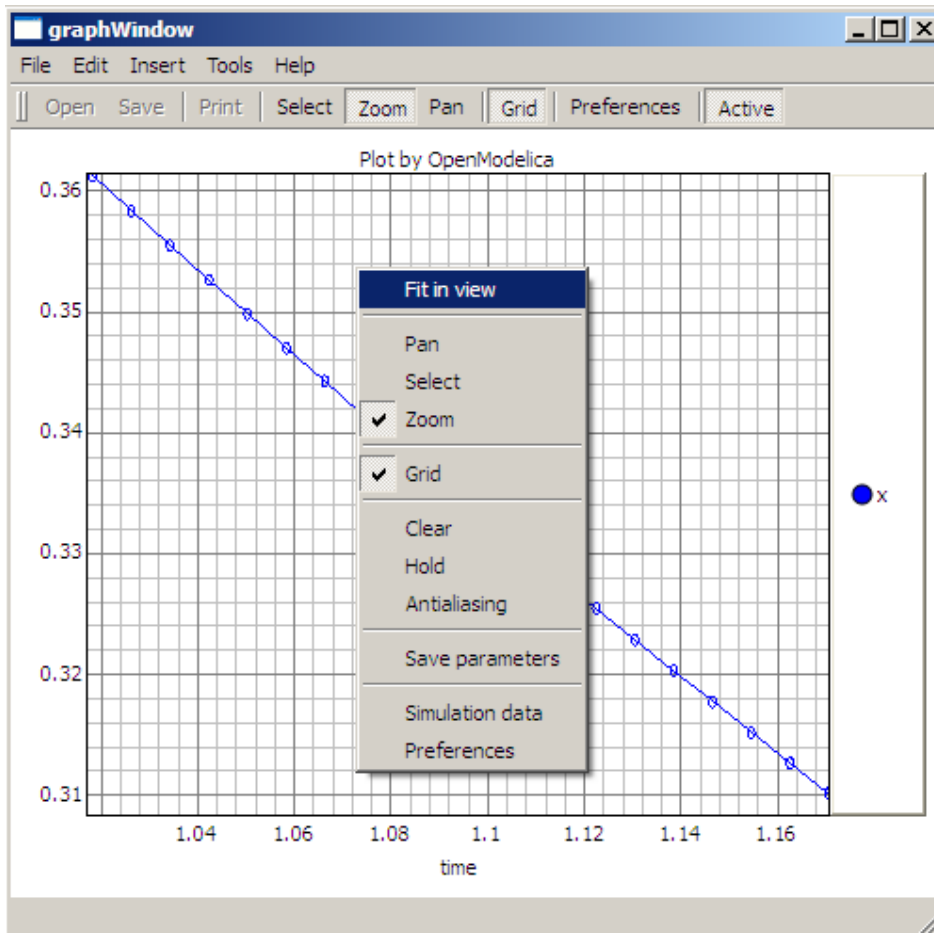 graphWindow
File Edit Insert Tools Help
Open Save Print Select Zoom Pan Grid Preferences Active
Plot by OpenModelica
0.36
0.35
0.34
0.33
0.32
0.31
Fit in view
Pan
Select
Zoom
Grid
Clear
Hold
Antialiasing
Save parameters
Simulation data
Preferences
x
1.04 1.06 1.08 1.1 1.12 1.14 1.16
time